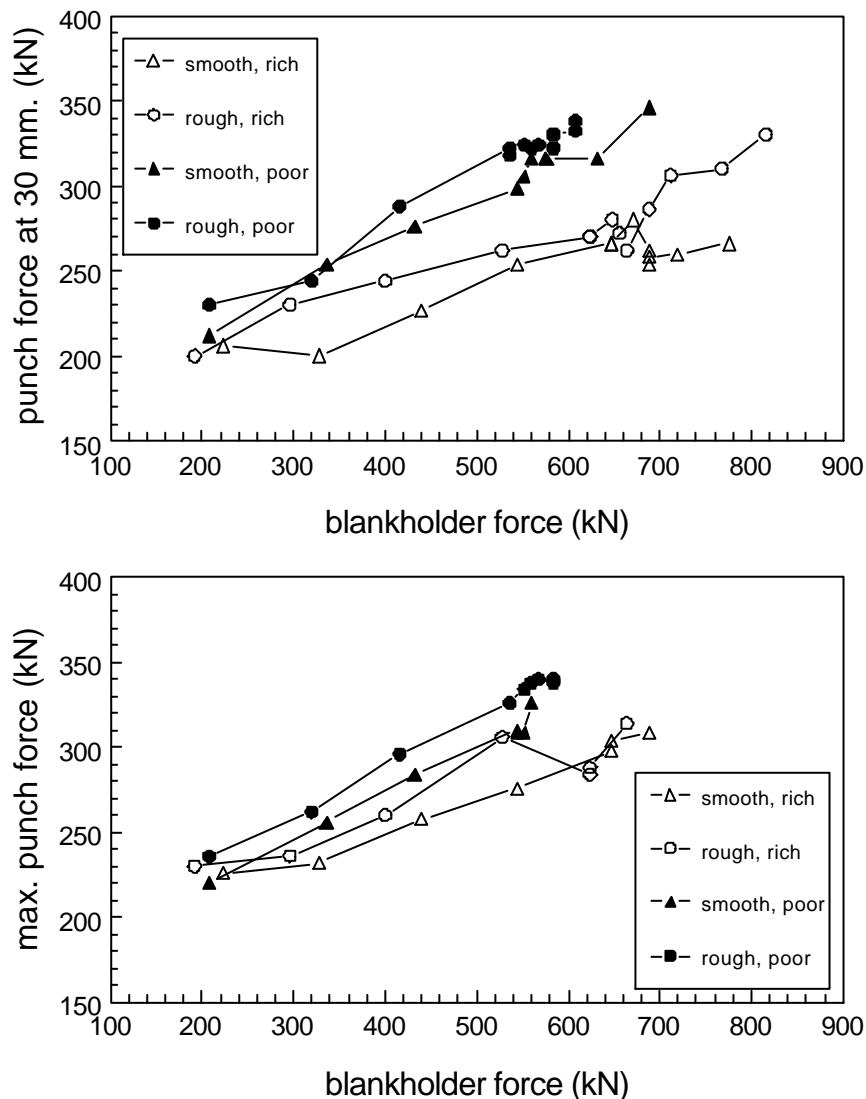 400
350
300
250
200
150
punch force at 30 mm. (kN)
smooth, rich
rough, rich
smooth, poor
rough, poor
100 200 300 400 500 600 700 800 900
blankholder force (kN)
400
350
300
250
200
150
max. punch force (kN)
smooth, rich
rough, rich
smooth, poor
rough, poor
100 200 300 400 500 600 700 800 900
blankholder force (kN)